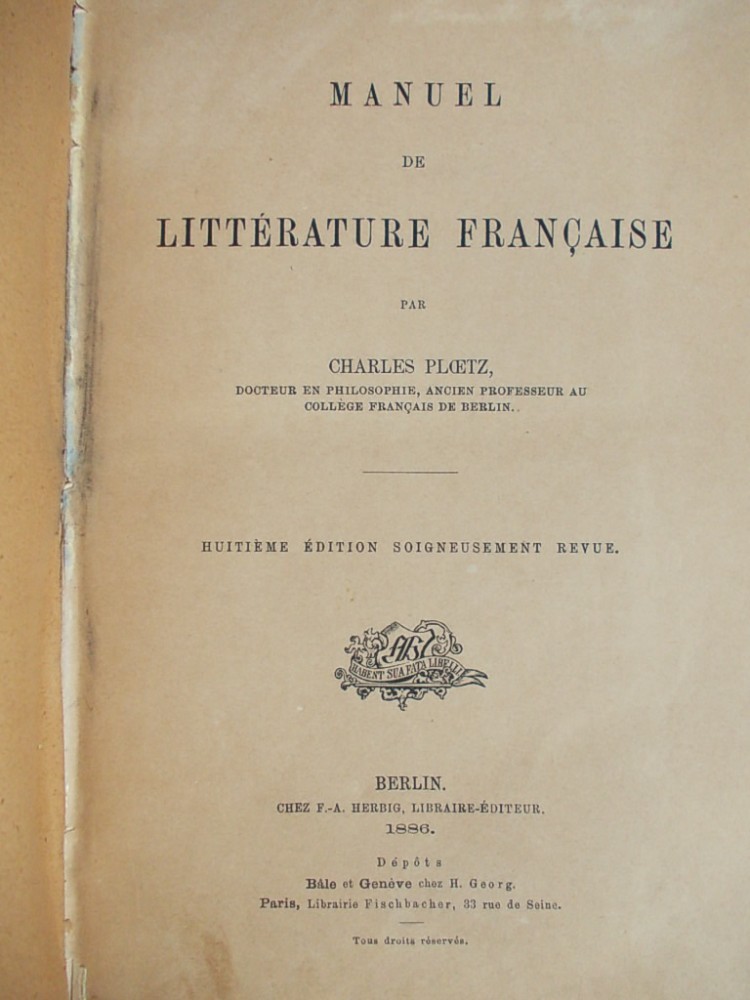 MANUEL
DE
LITTÉRATURE FRANÇAISE
PAR
CHARLES PLŒTZ,
DOCTEUR EN PHILOSOPHIE, ANCIEN PROFESSEUR AU
COLLÈGE FRANÇAIS DE BERLIN.
HUITIÈME ÉDITION SOIGNEUSEMENT REVUE.
HABENT SUA FATA LIBELLI
BERLIN.
CHEZ F.-A. HERBIG, LIBRAIRE-ÉDITEUR.
1886.
Dépôts
Bâle et Genève chez H. Georg.
Paris, Librairie Fischbacher, 33 rue de Seine.
Tous droits réservés.